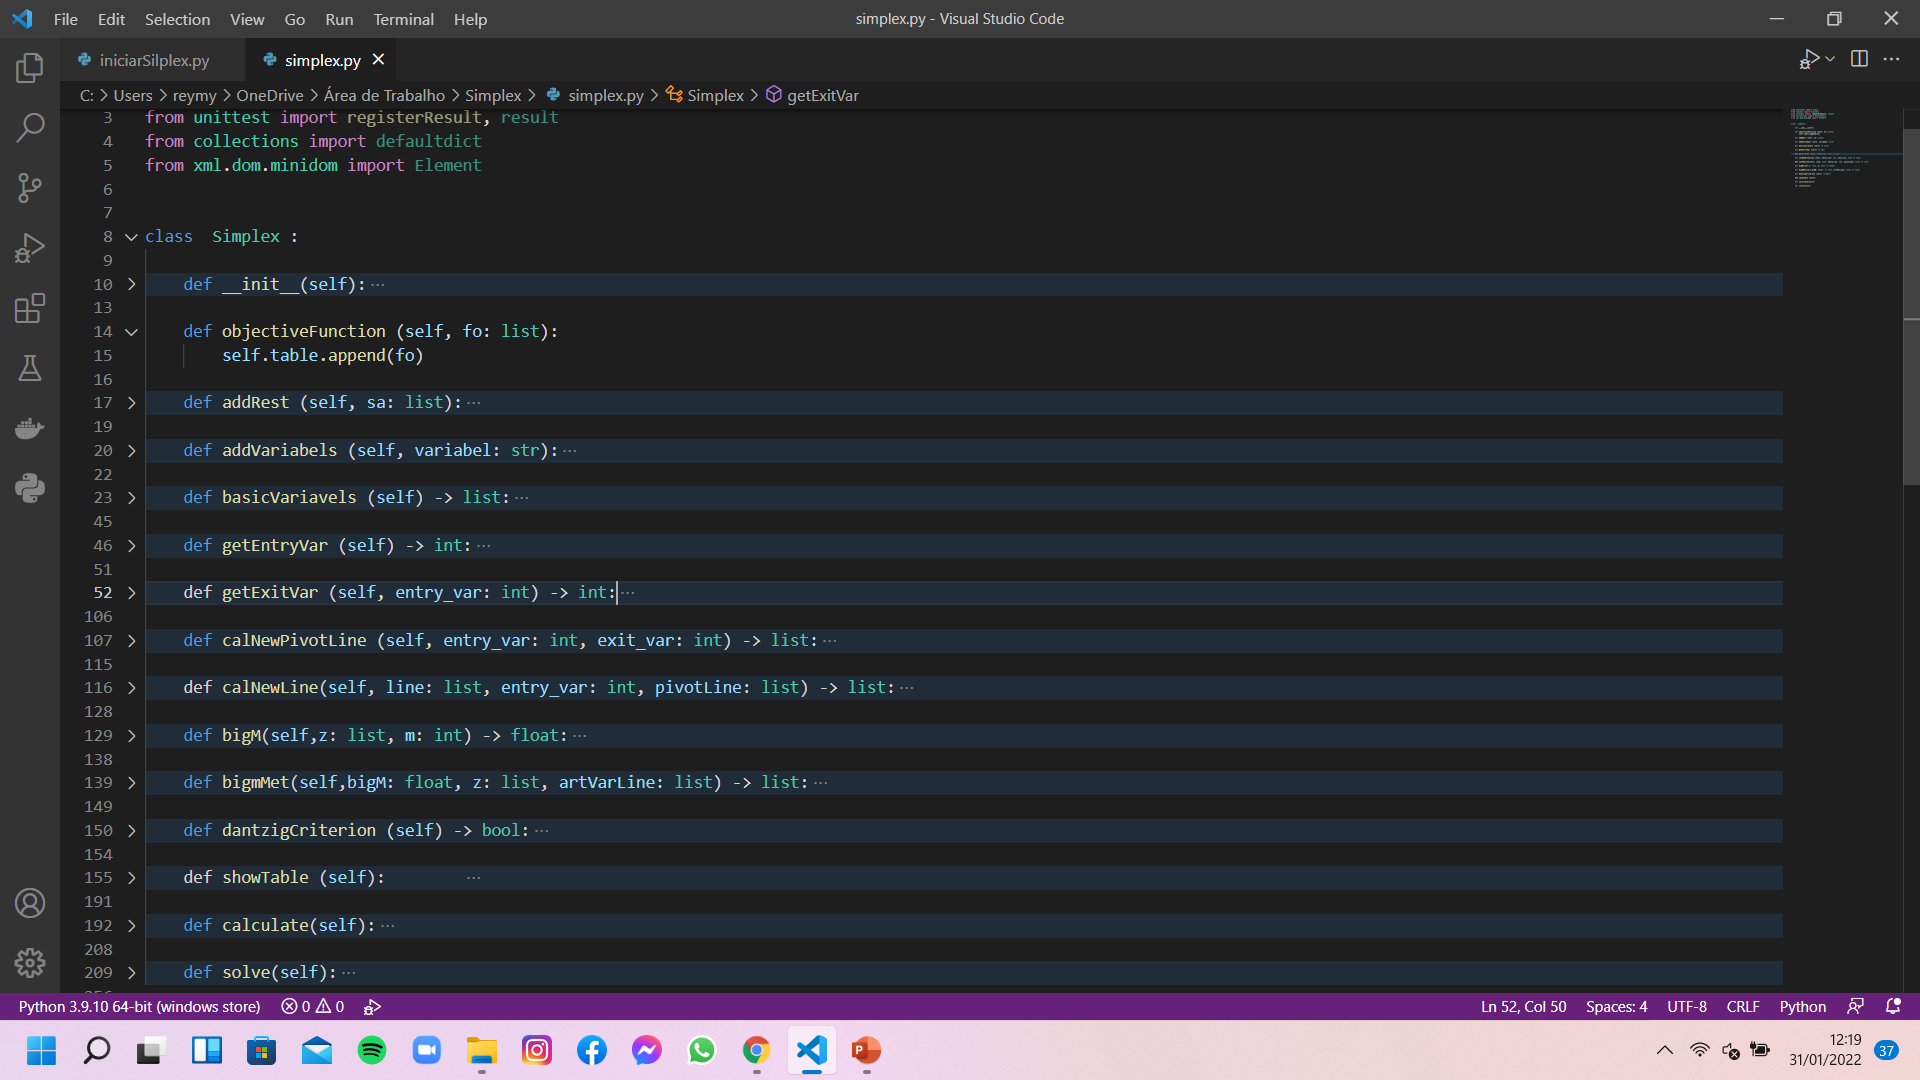 File Edit Selection View Go Run Terminal Help simplex.py - Visual Studio Code
iniciarSilplex.py simplex.py
C: > Users > reymy > OneDrive > Área de Trabalho > Simplex > simplex.py > Simplex > getExitVar
3 from unittest import registerResult, result
4 from collections import defaultdict
5 from xml.dom.minidom import Element
6
7
8 class Simplex :
9
10 def __init__(self): ···
13
14 def objectiveFunction (self, fo: list):
15 self.table.append(fo)
16
17 def addRest (self, sa: list): ···
19
20 def addVariabels (self, variabel: str): ···
22
23 def basicVariavels (self) -> list: ···
45
46 def getEntryVar (self) -> int: ···
51
52 def getExitVar (self, entry_var: int) -> int: ···
106
107 def calNewPivotLine (self, entry_var: int, exit_var: int) -> list: ···
115
116 def calNewLine(self, line: list, entry_var: int, pivotLine: list) -> list: ···
128
129 def bigM(self,z: list, m: int) -> float: ···
138
139 def bigmMet(self,bigM: float, z: list, artVarLine: list) -> list: ···
149
150 def dantzigCriterion (self) -> bool: ···
154
155 def showTable (self): ···
191
192 def calculate(self): ···
208
209 def solve(self): ···
Python 3.9.10 64-bit (windows store) 0 0 Ln 52, Col 50 Spaces: 4 UTF-8 CRLF Python
12:19
31/01/2022 37